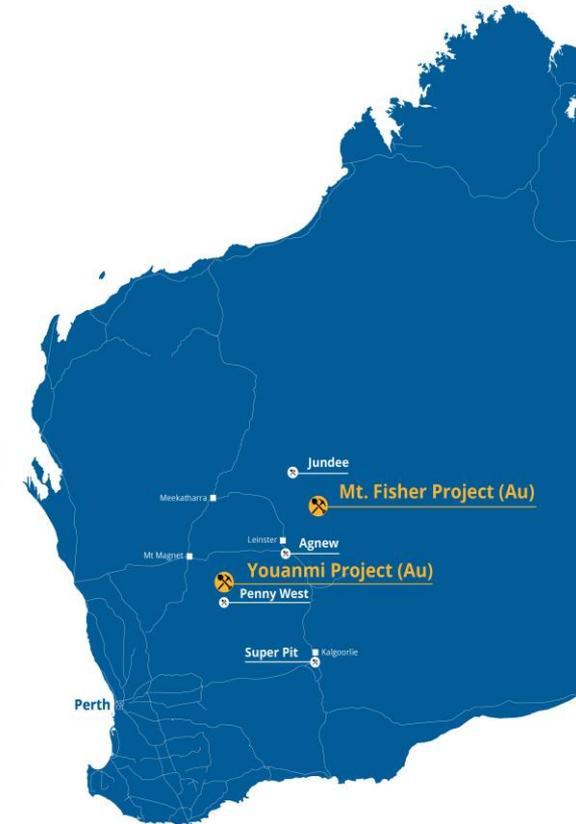 Jundee
Mt. Fisher Project (Au)
Meekatharra
Leinster
Agnew
Mt Magnet
Youanmi Project (Au)
Penny West
Super Pit
Kalgoorlie
Perth